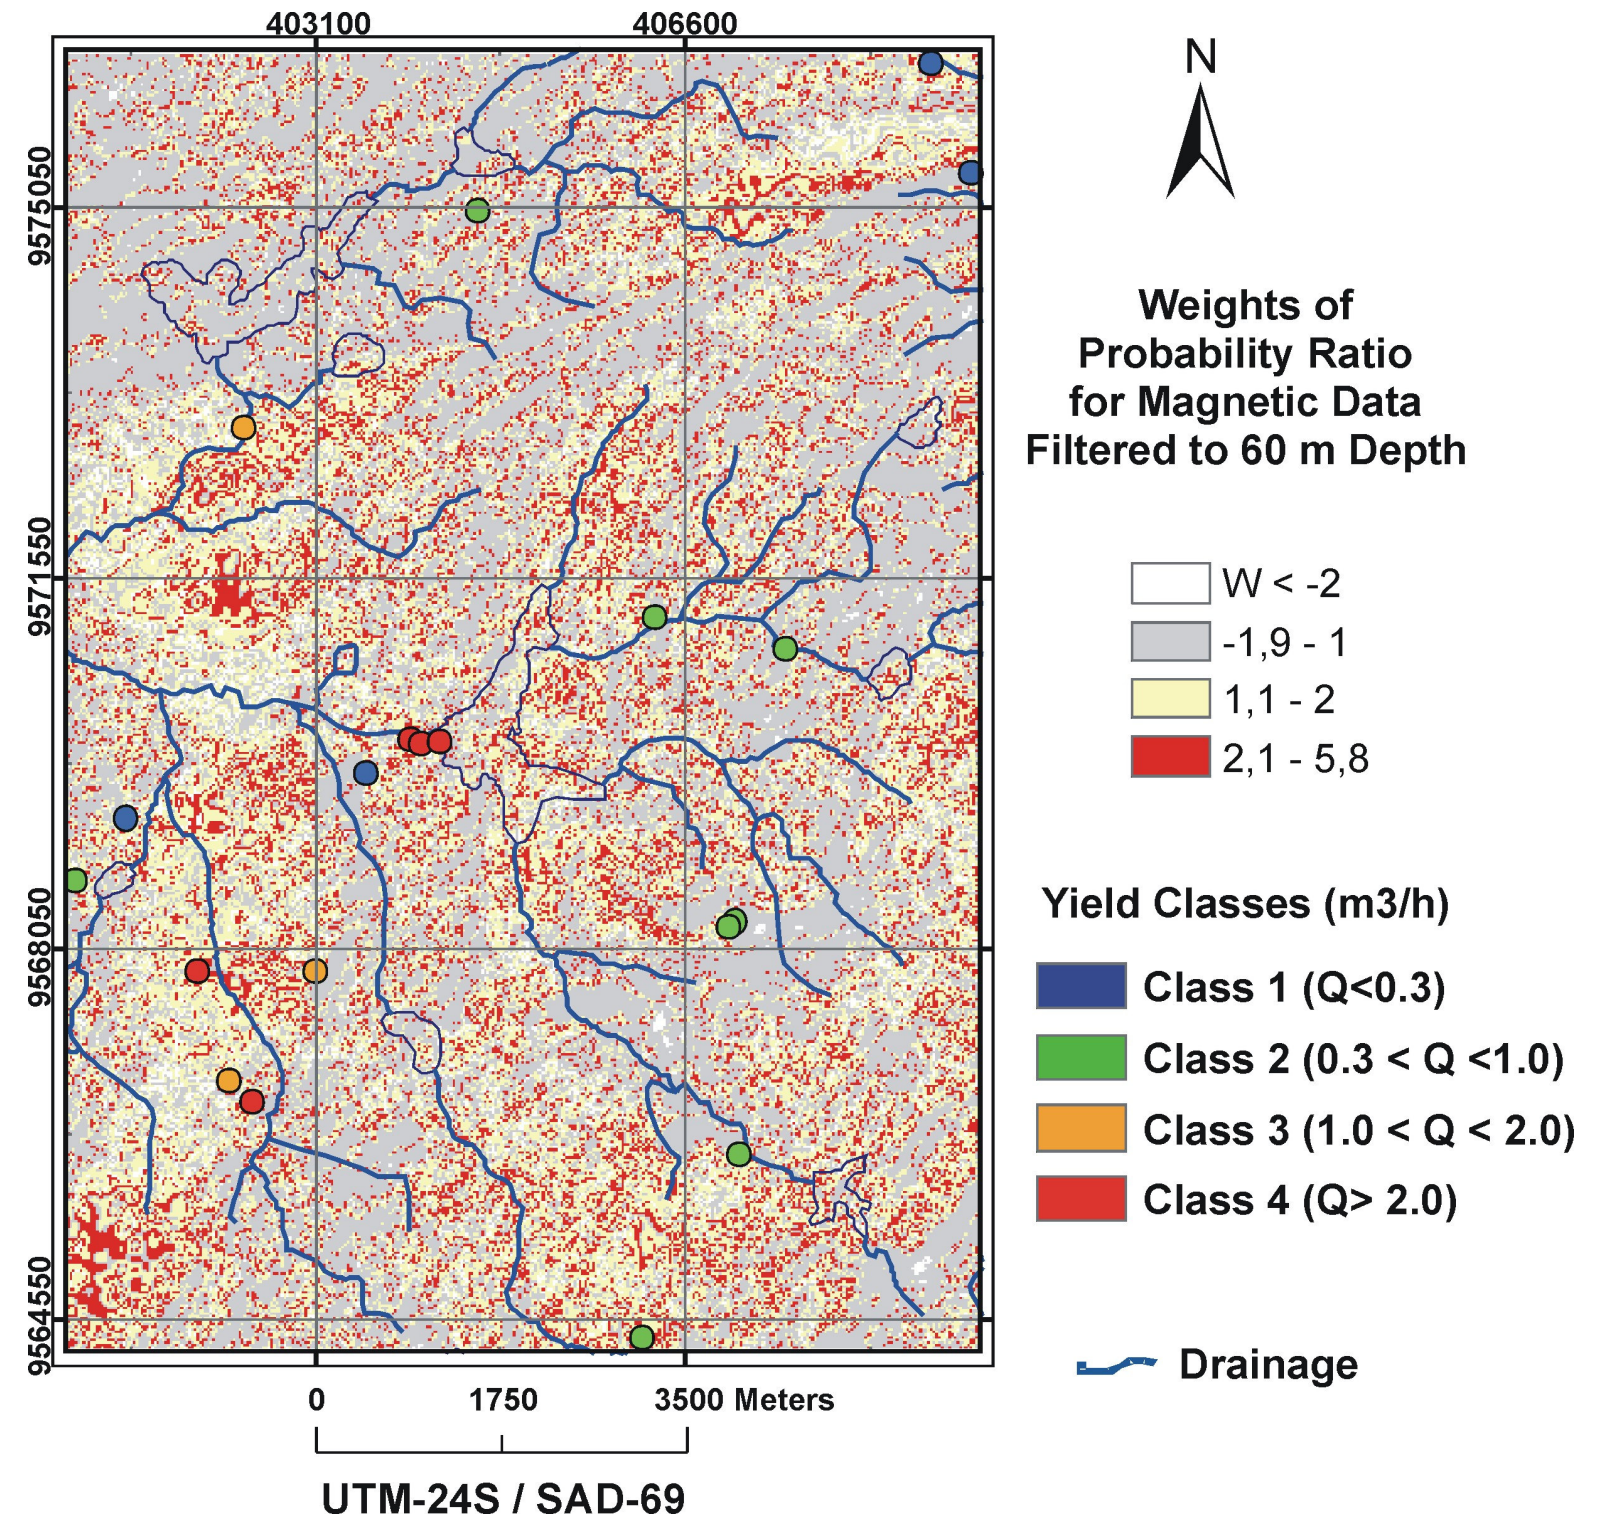 403100 406600
N
9575050
9571550
9568050
9564550
Weights of
Probability Ratio
for Magnetic Data
Filtered to 60 m Depth
W < -2
-1,9 - 1
1,1 - 2
2,1 - 5,8
Yield Classes (m3/h)
Class 1 (Q<0.3)
Class 2 (0.3 < Q <1.0)
Class 3 (1.0 < Q < 2.0)
Class 4 (Q> 2.0)
Drainage
0 1750 3500 Meters
UTM-24S / SAD-69